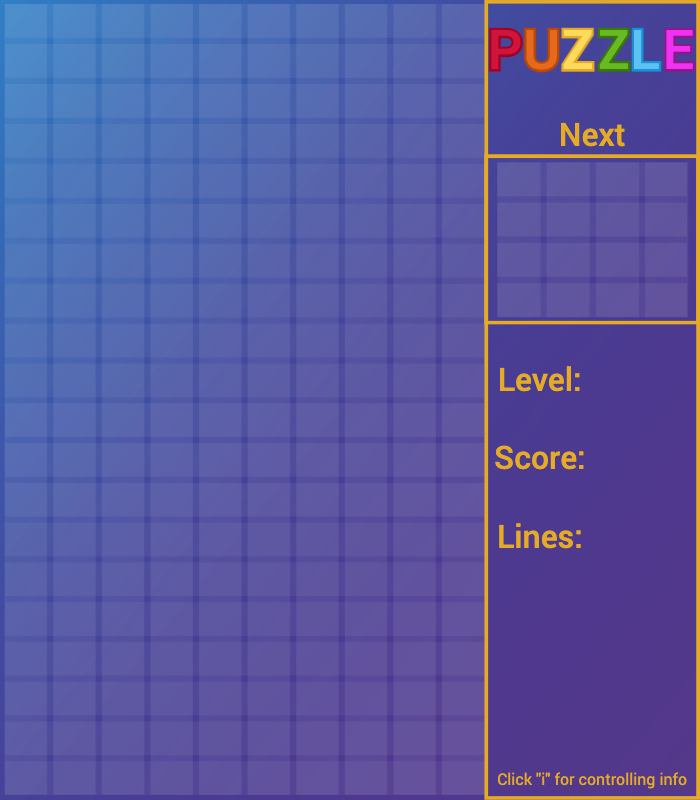 PUZZLE
Next
Level:
Score:
Lines:
Click "i" for controlling info